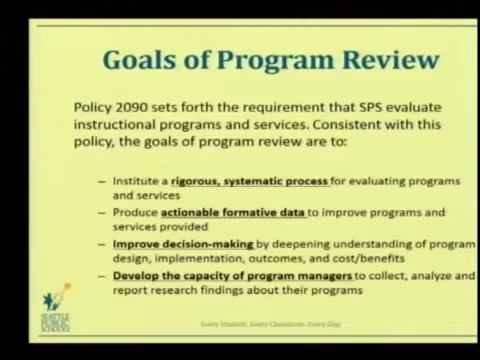 Goals of Program Review
Policy 2090 sets forth the requirement that SPS evaluate
instructional programs and services. Consistent with this
policy, the goals of program review are to:
– Institute a rigorous, systematic process for evaluating programs
and services
– Produce actionable formative data to improve programs and
services provided
– Improve decision-making by deepening understanding of program
design, implementation, outcomes, and cost/benefits
– Develop the capacity of program managers to collect, analyze and
report research findings about their programs
SEATTLE
PUBLIC
SCHOOLS
Every Student. Every Classroom. Every Day.